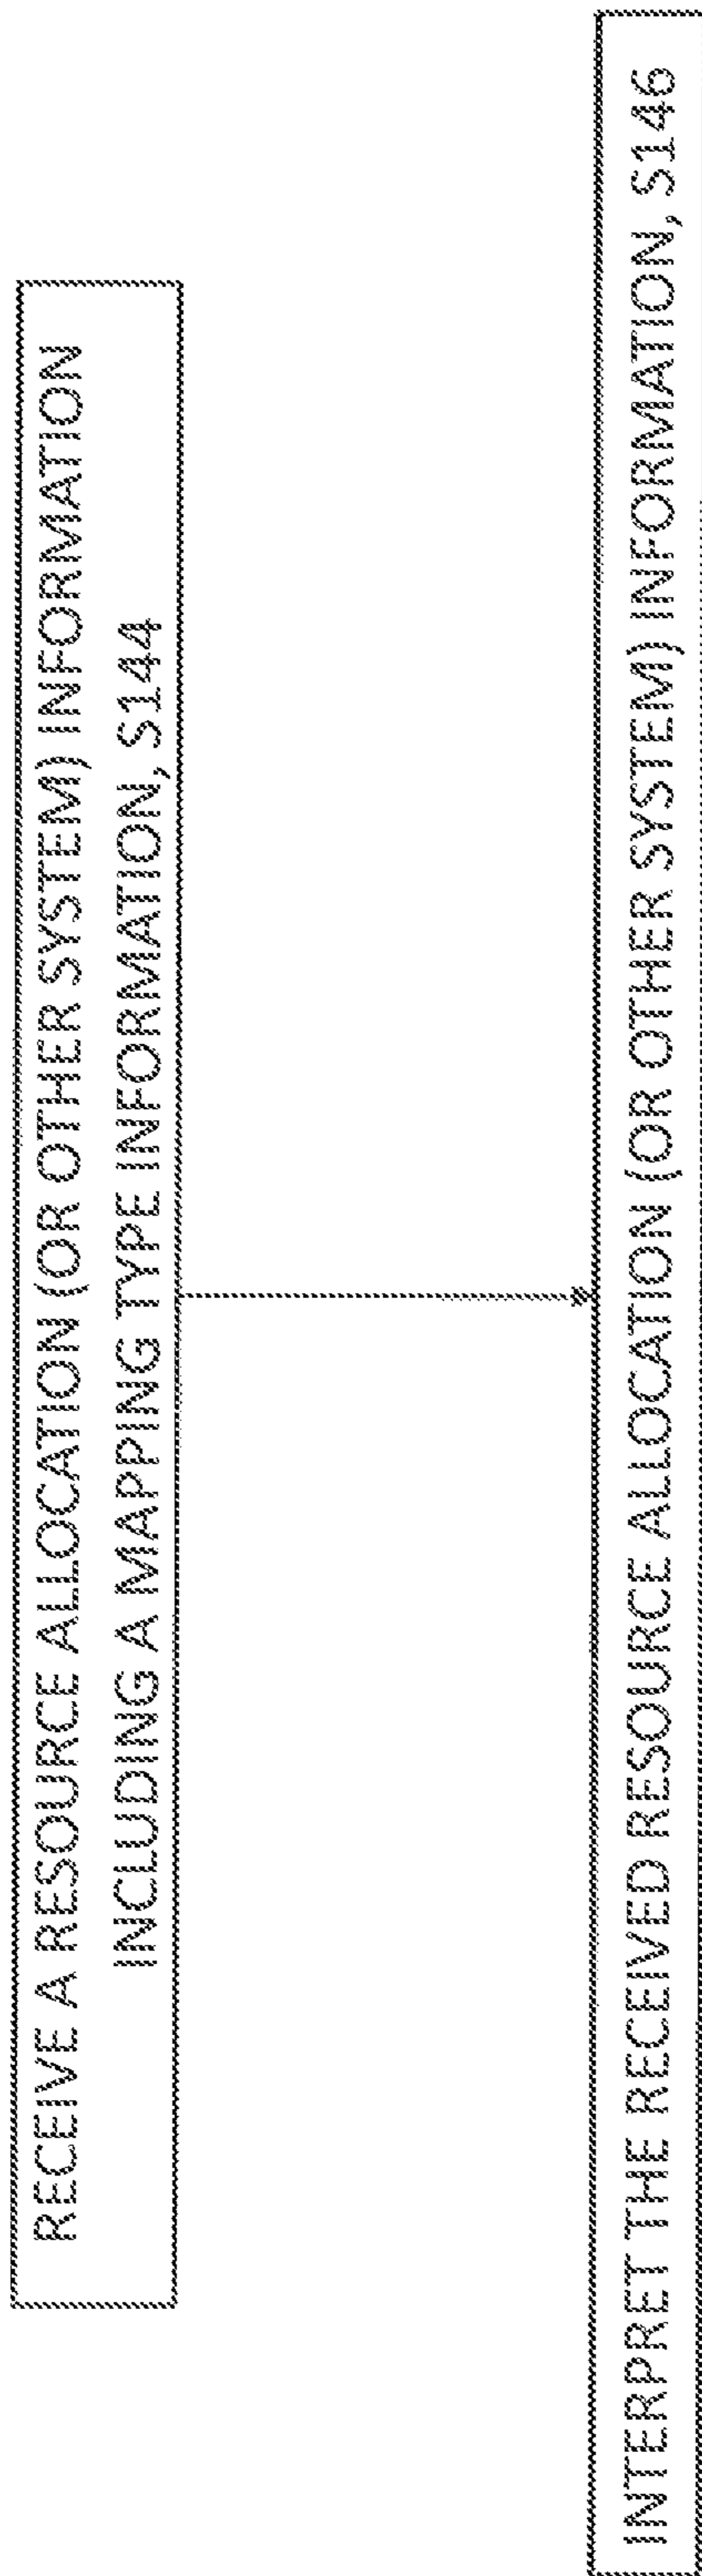 RECEIVE A RESOURCE ALLOCATION (OR OTHER SYSTEM) INFORMATION
INCLUDING A MAPPING TYPE INFORMATION, S144
INTERPRET THE RECEIVED RESOURCE ALLOCATION (OR OTHER SYSTEM) INFORMATION, S146